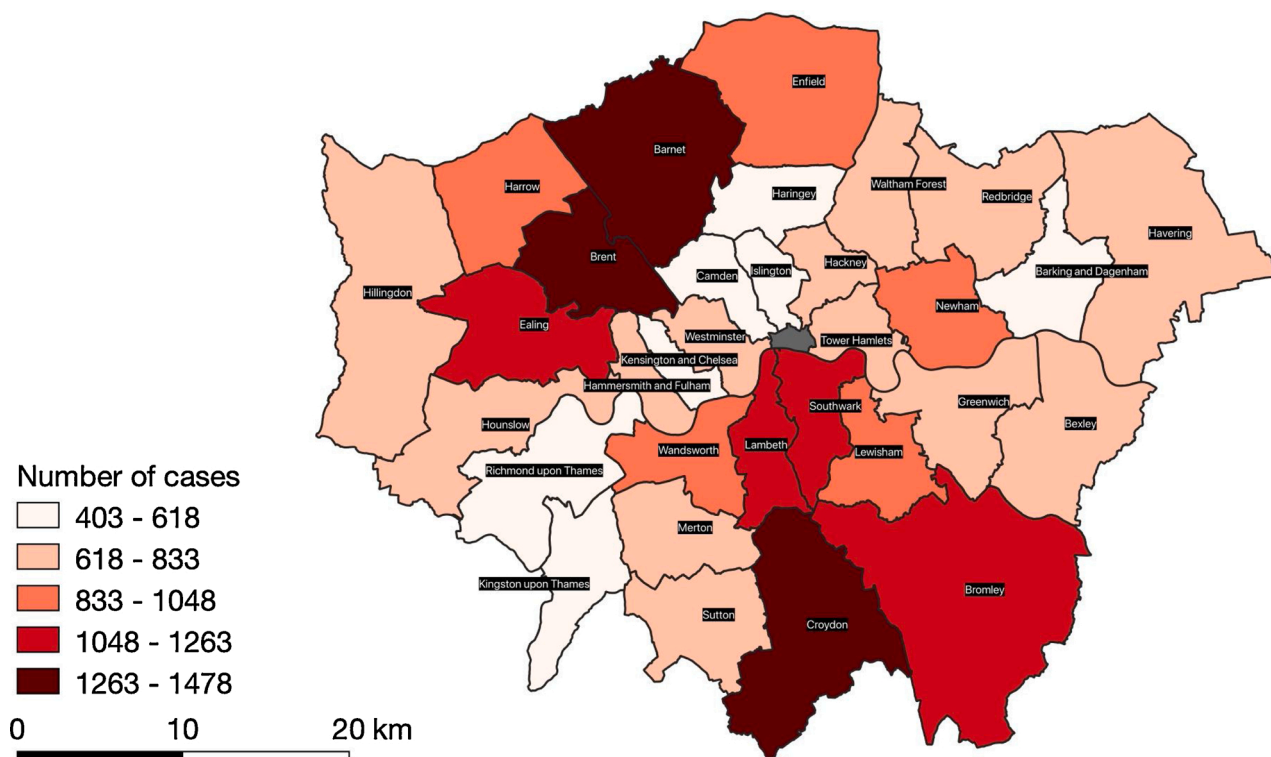 Enfield
Barnet
Harrow
Haringey
Waltham Forest
Redbridge
Havering
Brent
Camden
Islington
Hackney
Barking and Dagenham
Hillingdon
Newham
Ealing
Westminster
Tower Hamlets
Kensington and Chelsea
Hammersmith and Fulham
Greenwich
Southwark
Hounslow
Bexley
Wandsworth
Lambeth
Lewisham
Richmond upon Thames
Merton
Kingston upon Thames
Bromley
Sutton
Croydon
Number of cases
403 - 618
618 - 833
833 - 1048
1048 - 1263
1263 - 1478
0 10 20 km